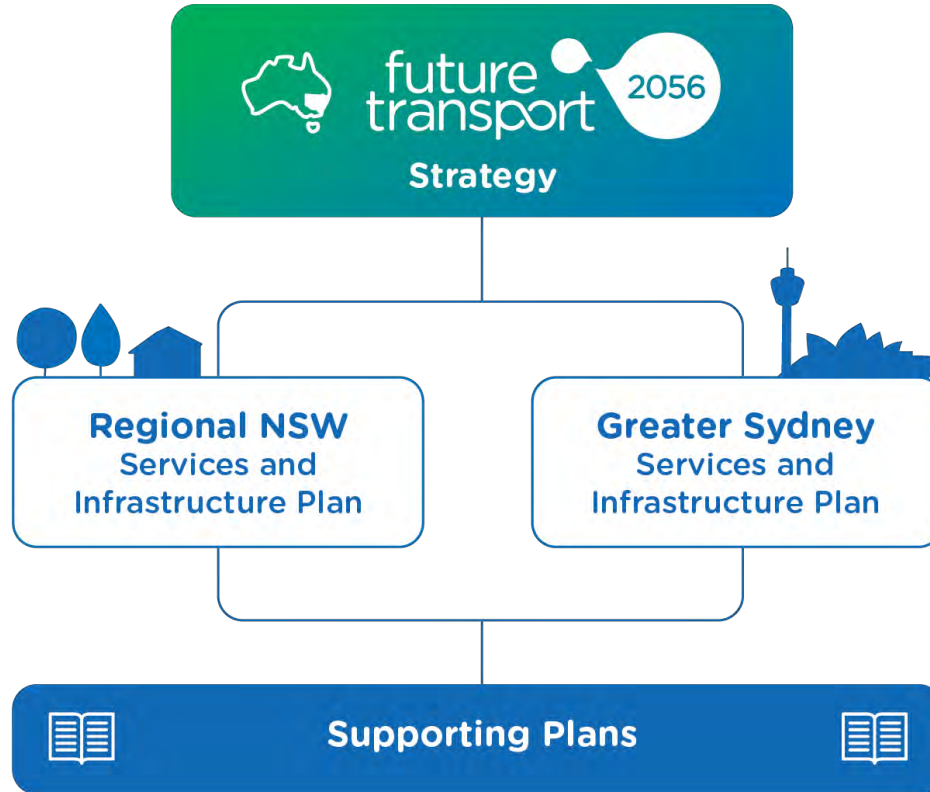 future
transport
2056
Strategy
Regional NSW
Services and
Infrastructure Plan
Greater Sydney
Services and
Infrastructure Plan
Supporting Plans